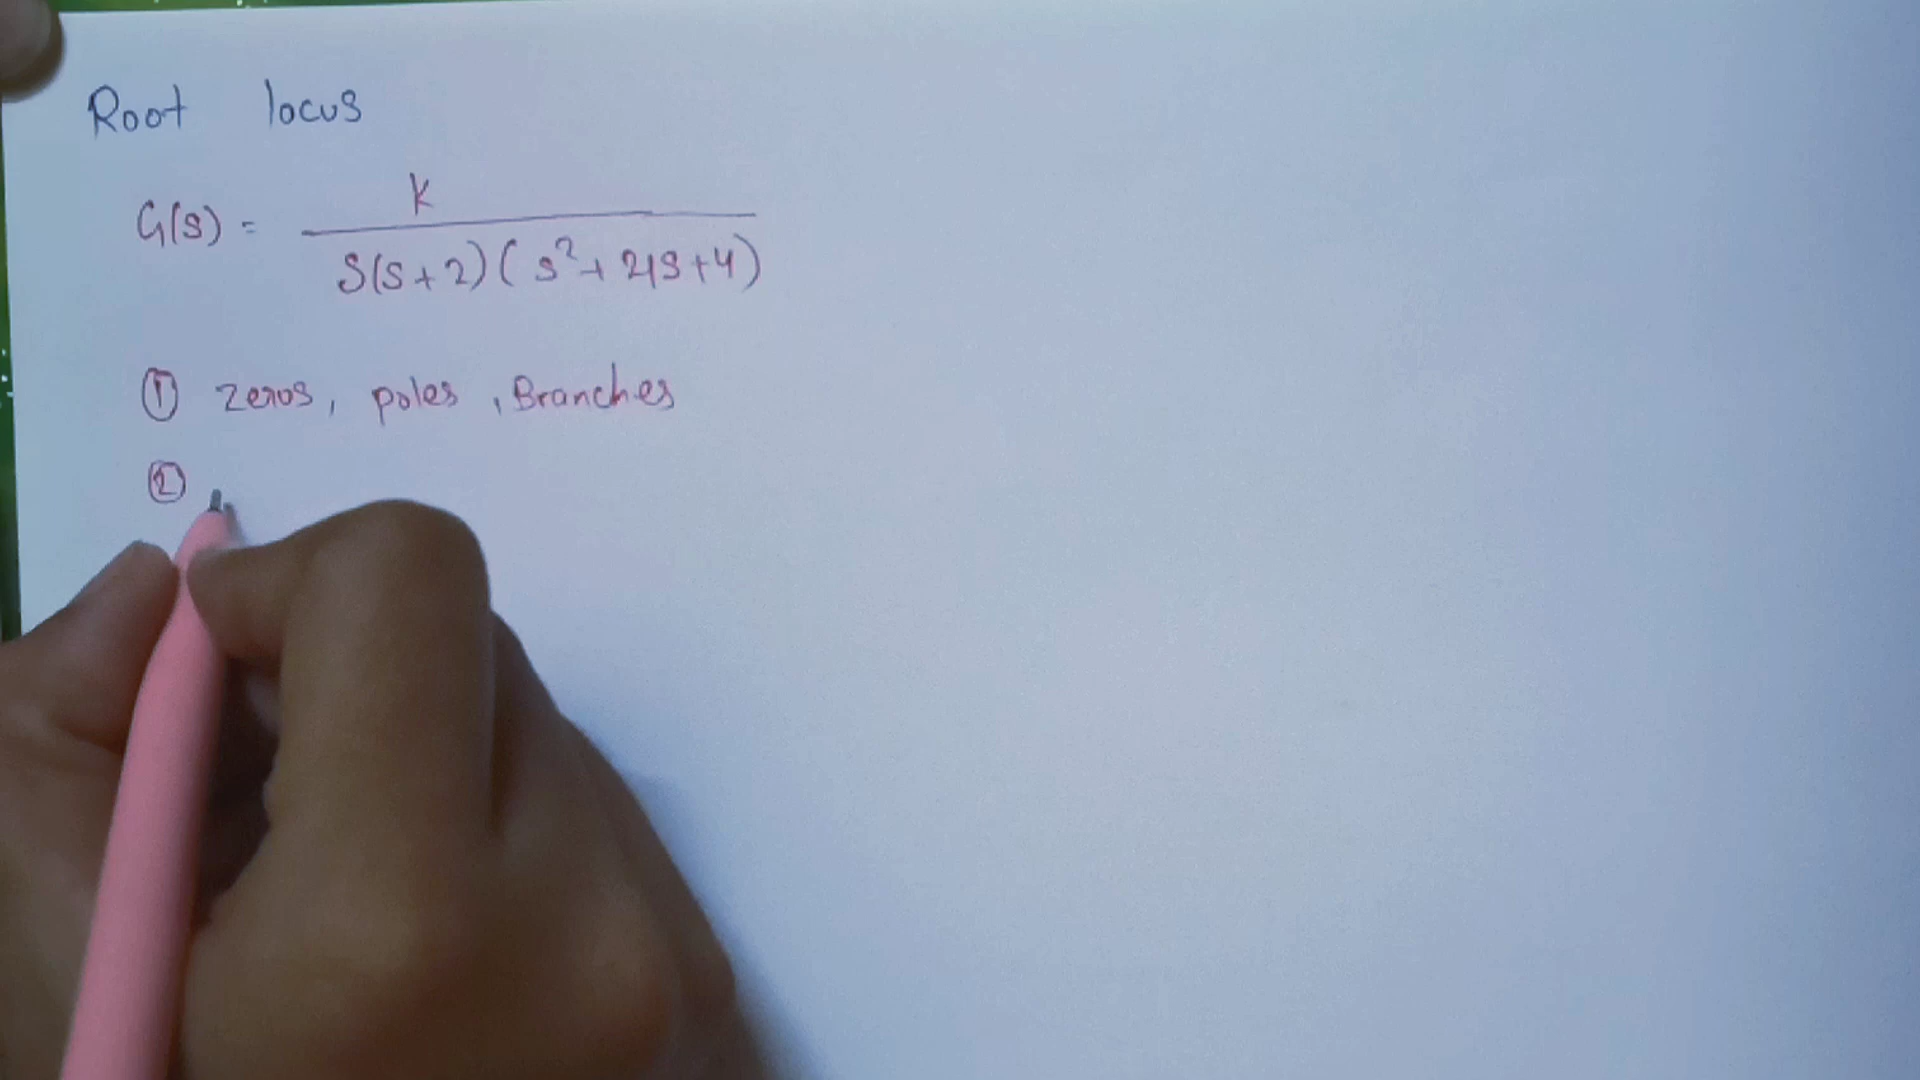 Root locus
G(s) = K
S(s+2)(s²+2s+4)
① zeros, poles, Branches
②